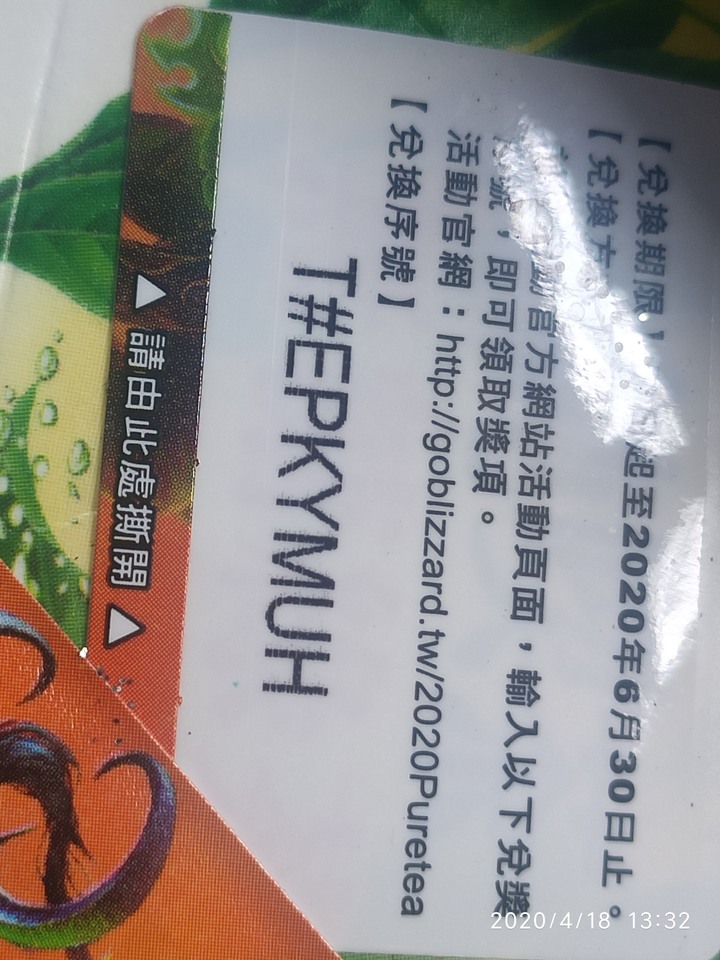 【兌換期限】起至2020年6月30日止。
【兌換方
動官方網站活動頁面，輸入以下兌獎
號，即可領取獎項。
活動官網：http://goblizzard.tw/2020Puretea
【兌換序號】
T#EPKYMUH
△ 請由此處撕開 △
2020/4/18 13:32